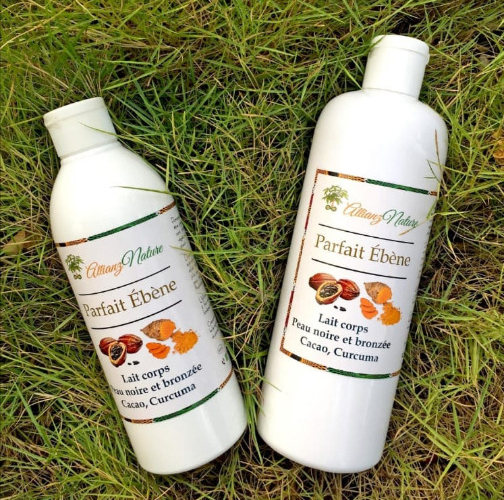 Allianz Nature
Parfait Ébène
Lait corps
Peau noire et bronzée
Cacao, Curcuma
Allianz Nature
Parfait Ébène
Lait corps
Peau noire et bronzée
Cacao, Curcuma